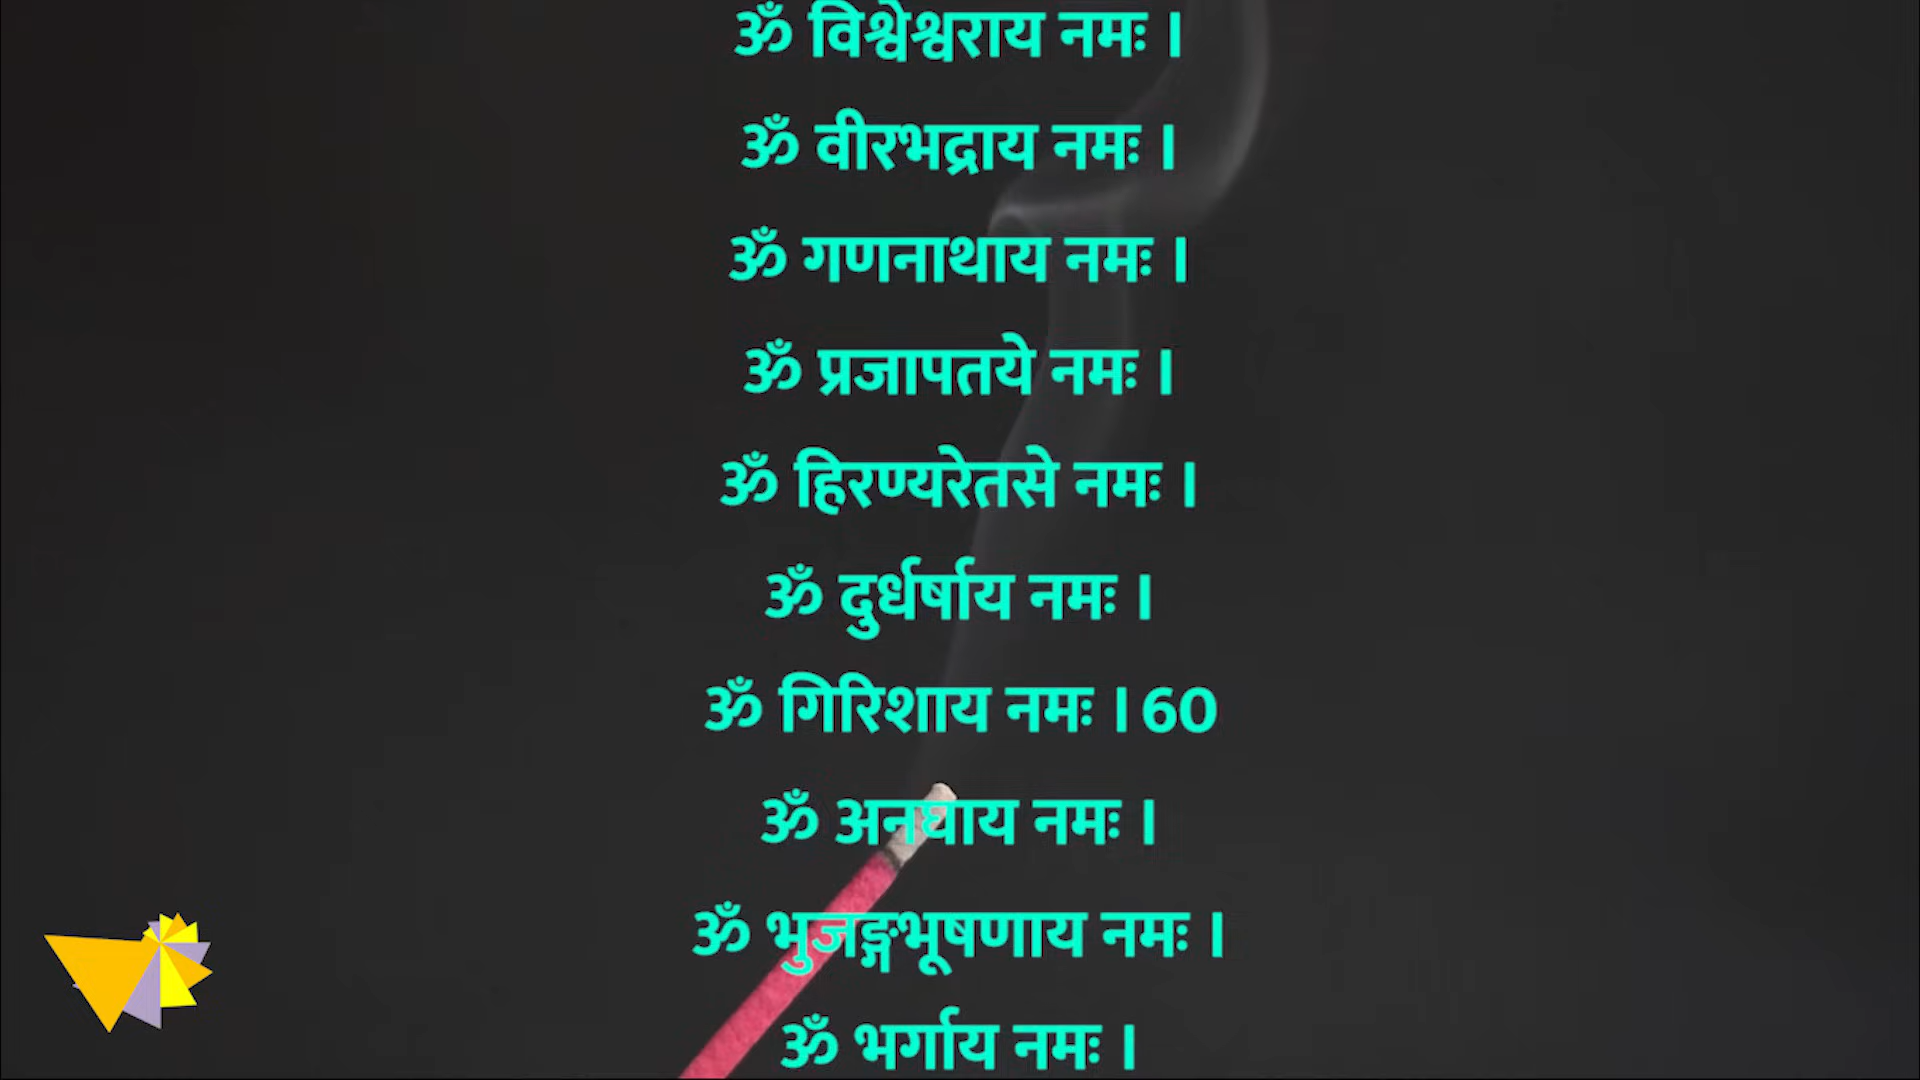 ॐ विश्वेश्वराय नमः ।
ॐ वीरभद्राय नमः ।
ॐ गणनाथाय नमः ।
ॐ प्रजापतये नमः ।
ॐ हिरण्यरेतसे नमः ।
ॐ दुर्धर्षाय नमः ।
ॐ गिरिशाय नमः ।60
ॐ अनघाय नमः ।
ॐ भुजङ्गभूषणाय नमः ।
ॐ भर्गाय नमः ।